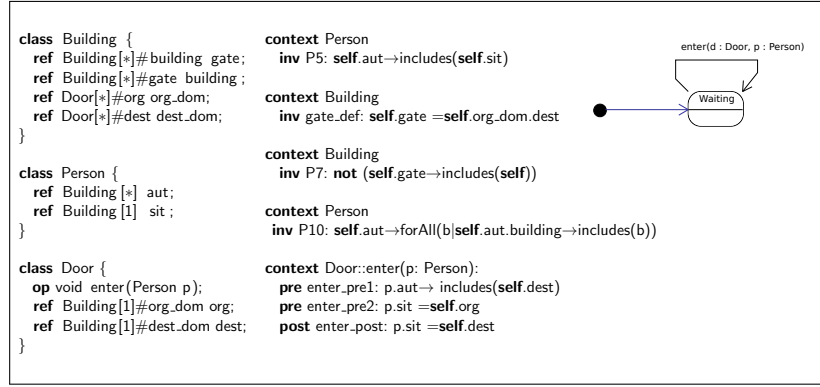 class Building {
ref Building[*]#building gate;
ref Building[*]#gate building ;
ref Door[*]#org org_dom;
ref Door[*]#dest dest_dom;
}
class Person {
ref Building [*] aut;
ref Building [1] sit ;
}
class Door {
op void enter(Person p);
ref Building[1]#org_dom org;
ref Building[1]#dest_dom dest;
}
context Person
inv P5: self.aut→includes(self.sit)
context Building
inv gate_def: self.gate =self.org_dom.dest
context Building
inv P7: not (self.gate→includes(self))
context Person
inv P10: self.aut→forAll(b|self.aut.building→includes(b))
context Door::enter(p: Person):
pre enter_pre1: p.aut→ includes(self.dest)
pre enter_pre2: p.sit =self.org
post enter_post: p.sit =self.dest
enter(d : Door, p : Person)
Waiting